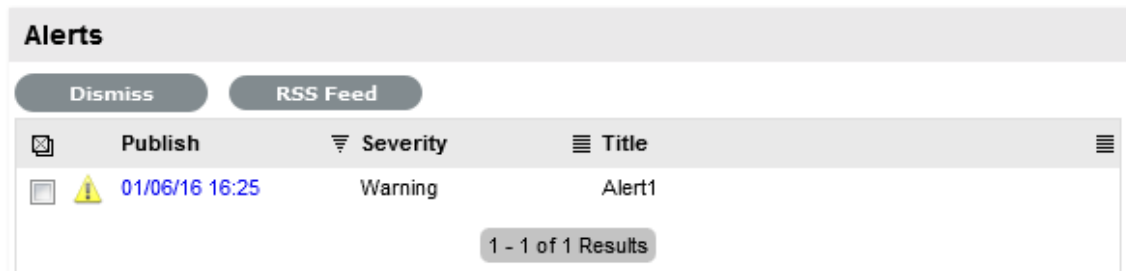 Alerts
Dismiss RSS Feed
Publish Severity Title
01/06/16 16:25 Warning Alert1
1 - 1 of 1 Results